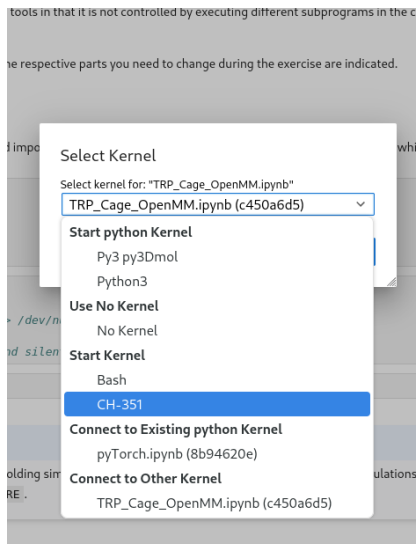 tools in that it is not controlled by executing different subprograms in the
he respective parts you need to change during the exercise are indicated.
Select Kernel
Select kernel for: "TRP_Cage_OpenMM.ipynb"
TRP_Cage_OpenMM.ipynb (c450a6d5)
Start python Kernel
Py3 py3Dmol
Python3
Use No Kernel
No Kernel
Start Kernel
> /dev/n
Bash
nd silen
CH-351
Connect to Existing python Kernel
pyTorch.ipynb (8b94620e)
Connect to Other Kernel
olding sim
ulations
RE .
TRP_Cage_OpenMM.ipynb (c450a6d5)